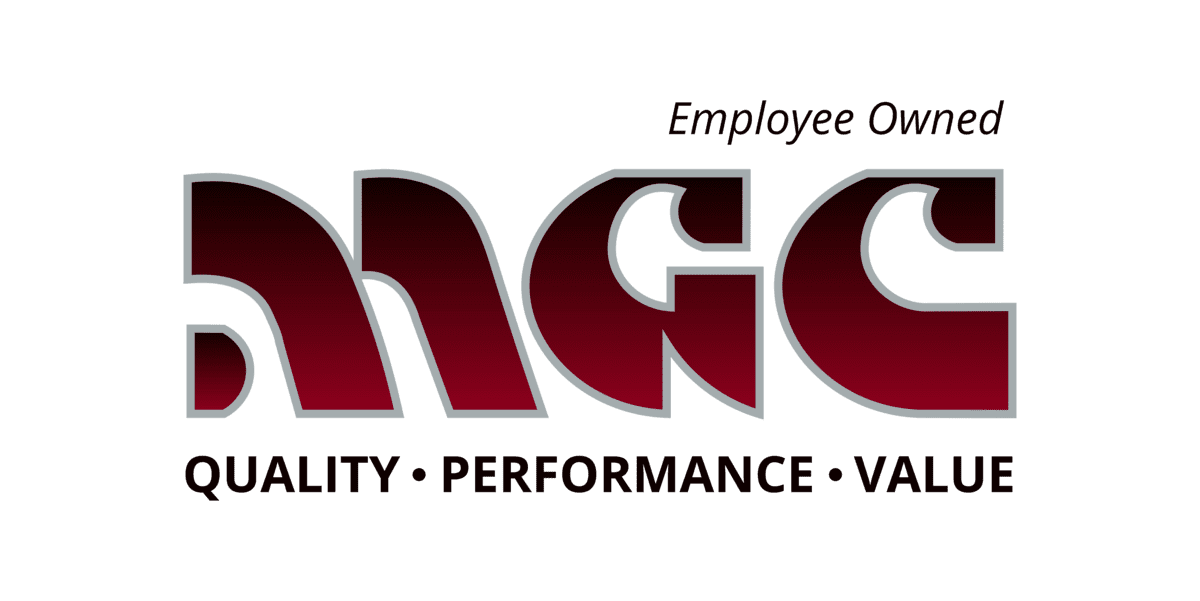 Employee Owned
MGC
QUALITY • PERFORMANCE • VALUE